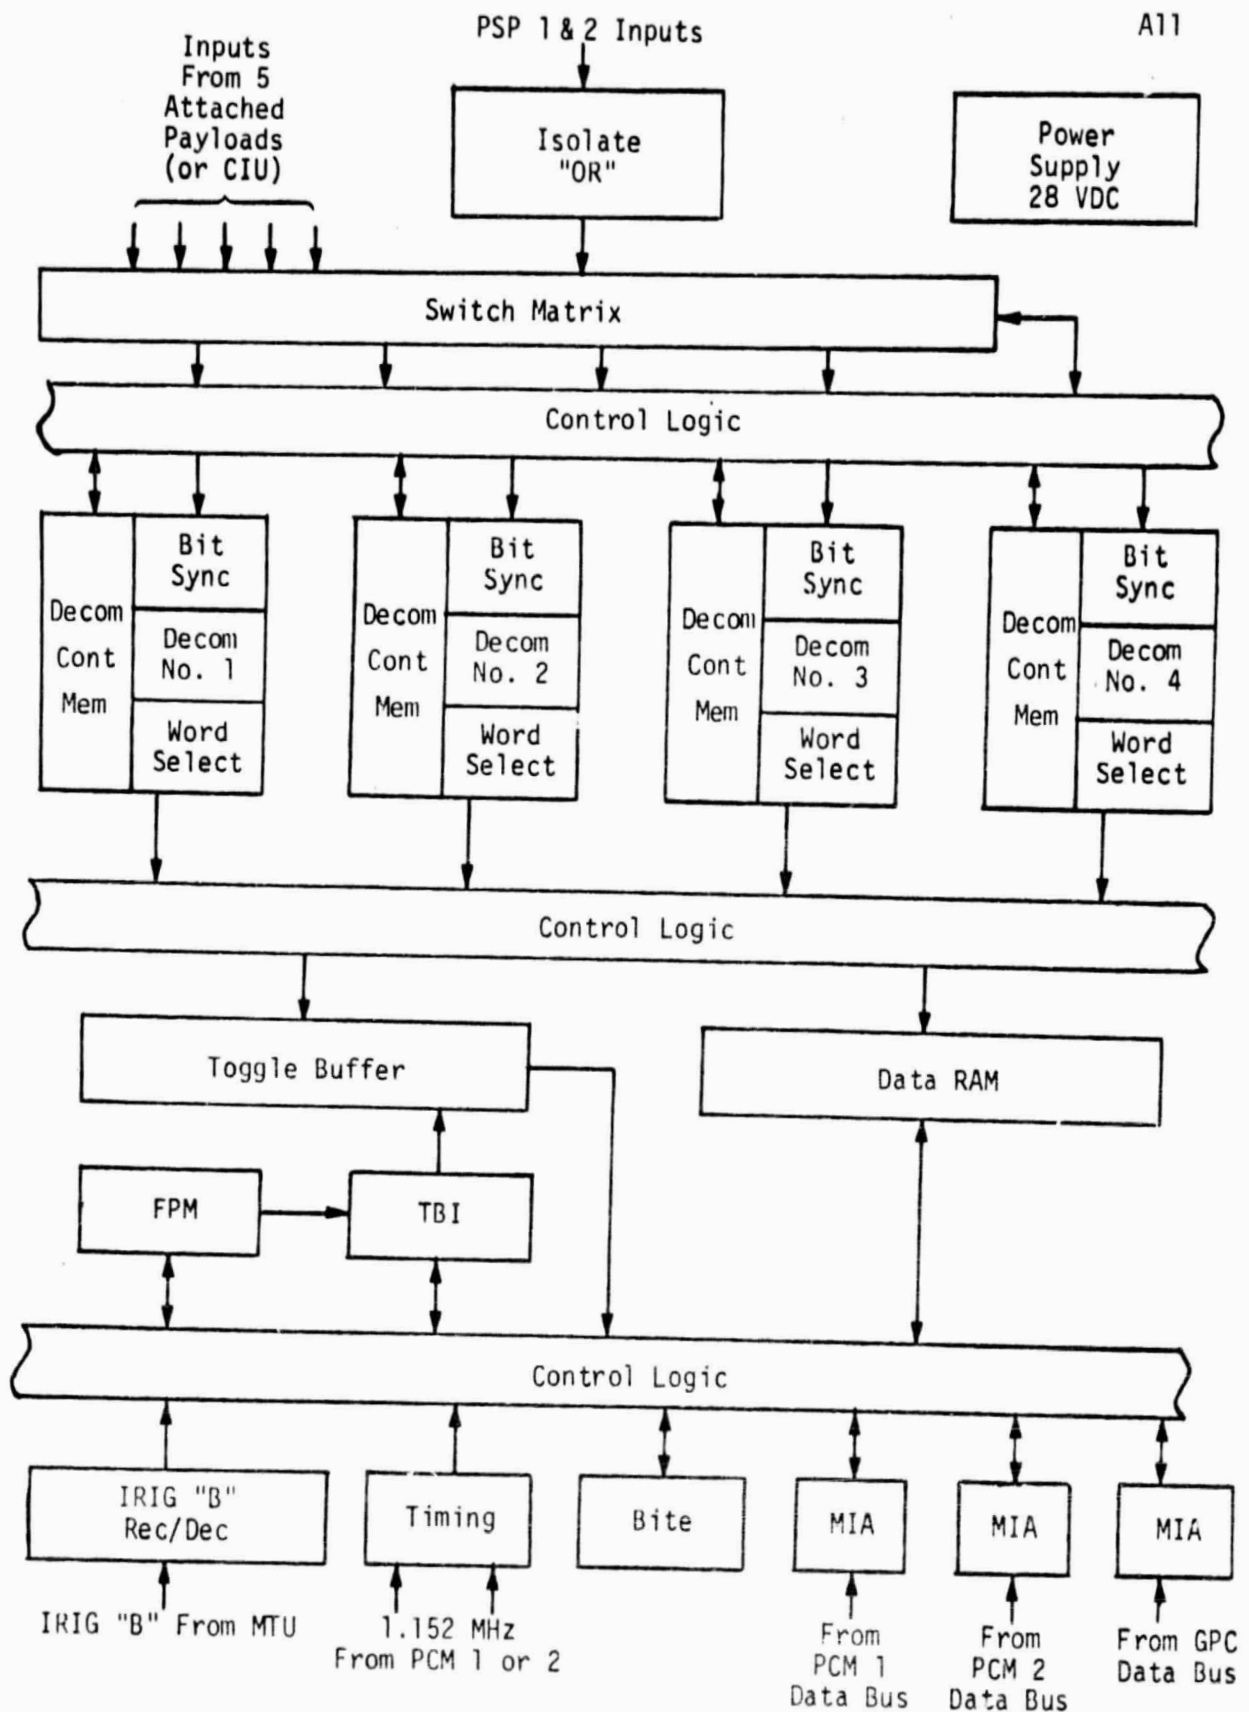 A11
PSP 1 & 2 Inputs
Inputs
From 5
Attached
Payloads
(or CIU)
Isolate
"OR"
Power
Supply
28 VDC
Switch Matrix
Control Logic
Decom
Cont
Mem
Bit
Sync
Decom
No. 1
Word
Select
Decom
Cont
Mem
Bit
Sync
Decom
No. 2
Word
Select
Decom
Cont
Mem
Bit
Sync
Decom
No. 3
Word
Select
Decom
Cont
Mem
Bit
Sync
Decom
No. 4
Word
Select
Control Logic
Toggle Buffer
Data RAM
FPM
TBI
Control Logic
IRIG "B"
Rec/Dec
Timing
Bite
MIA
MIA
MIA
IRIG "B" From MTU
1.152 MHz
From PCM 1 or 2
From
PCM 1
Data Bus
From
PCM 2
Data Bus
From GPC
Data Bus